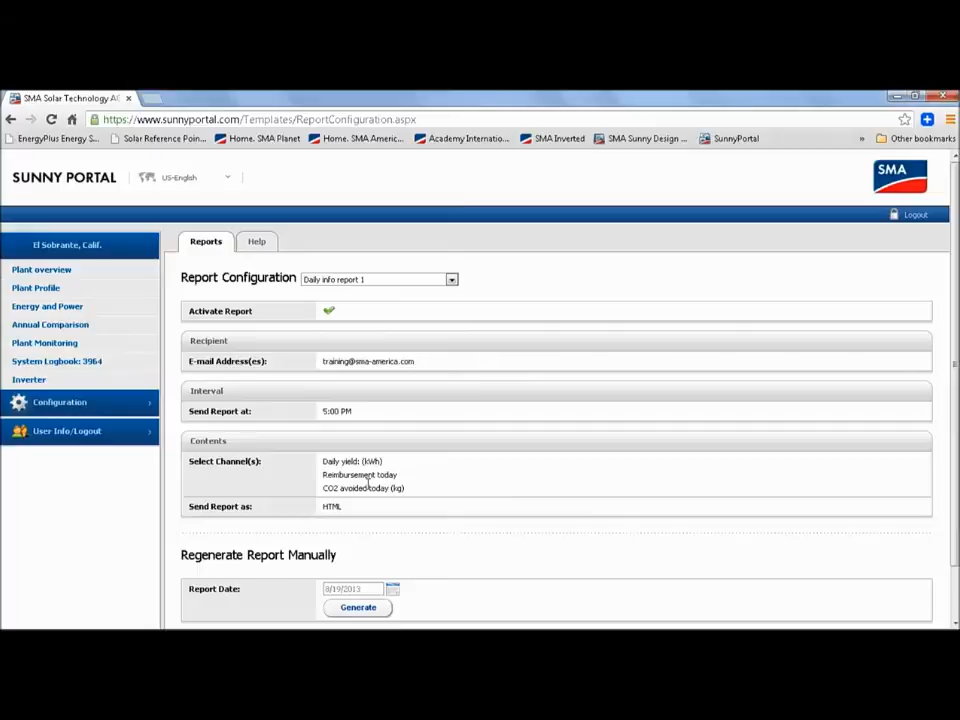 SMA Solar Technology AG
https://www.sunnyportal.com/Templates/ReportConfiguration.aspx
EnergyPlus Energy S... Solar Reference Poin... Home. SMA Planet Home. SMA Americ... Academy Internatio... SMA Inverted SMA Sunny Design ... SunnyPortal » Other bookmarks
SUNNY PORTAL US-English SMA
Logout
El Sobrante, Calif.
Plant overview
Plant Profile
Energy and Power
Annual Comparison
Plant Monitoring
System Logbook: 3964
Inverter
Configuration
User Info/Logout
Reports Help
Report Configuration Daily info report 1
Activate Report
Recipient
E-mail Address(es): training@sma-america.com
Interval
Send Report at: 5:00 PM
Contents
Select Channel(s): Daily yield: (kWh)
Reimbursement today
CO2 avoided today (kg)
Send Report as: HTML
Regenerate Report Manually
Report Date: 8/19/2013
Generate